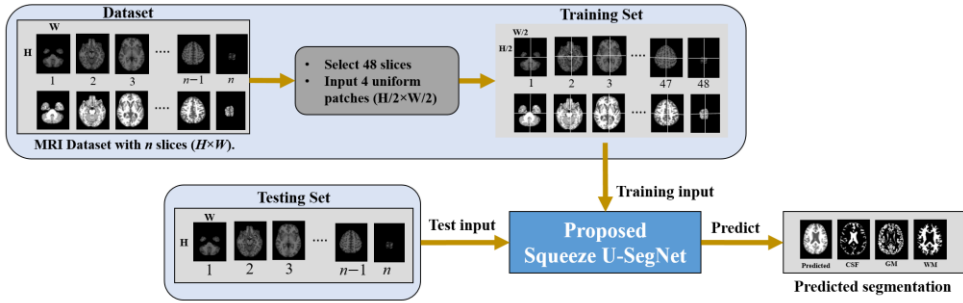 Dataset
W
H
1 2 3 .... n−1 n
MRI Dataset with n slices (H×W).
• Select 48 slices
• Input 4 uniform
patches (H/2×W/2)
Training Set
W/2
H/2
1 2 3 .... 47 48
....
Training input
Testing Set
W
H
1 2 3 .... n−1 n
Test input
Proposed
Squeeze U-SegNet
Predict
Predicted CSF GM WM
Predicted segmentation